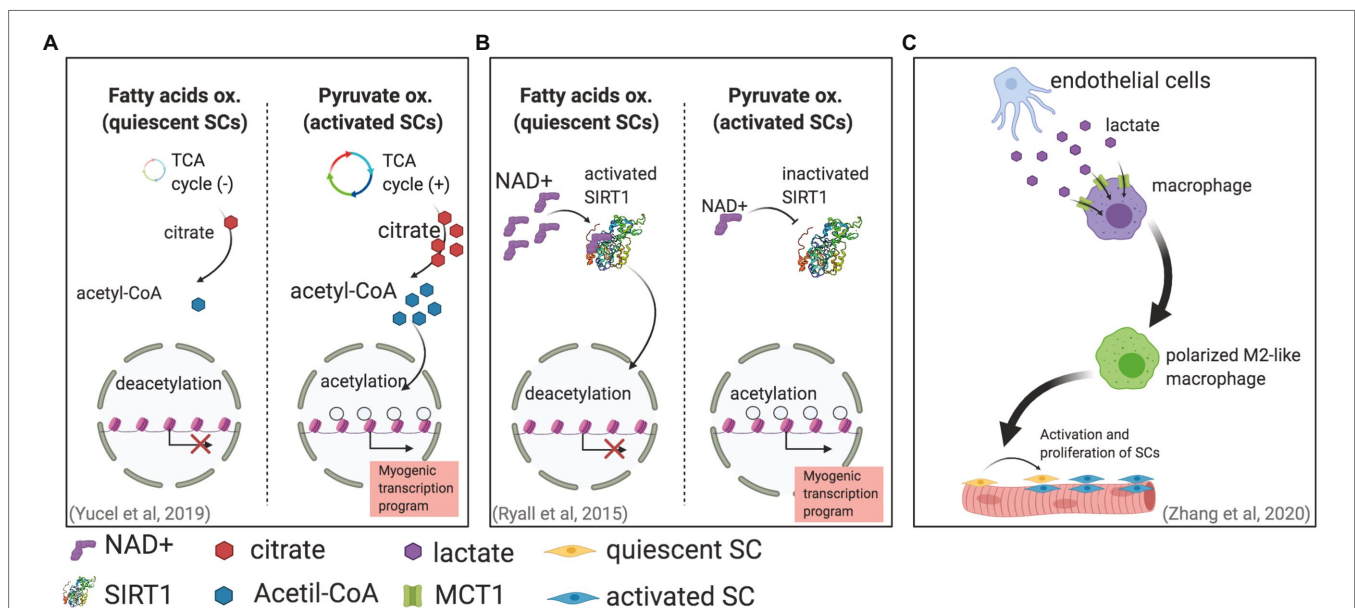 A
B
C
Fatty acids ox.
(quiescent SCs)
Pyruvate ox.
(activated SCs)
TCA
cycle (-)
TCA
cycle (+)
citrate
citrate
acetyl-CoA
acetyl-CoA
deacetylation
acetylation
Myogenic
transcription
program
(Yucel et al, 2019)
Fatty acids ox.
(quiescent SCs)
Pyruvate ox.
(activated SCs)
NAD+
activated
SIRT1
NAD+
inactivated
SIRT1
deacetylation
acetylation
Myogenic
transcription
program
(Ryall et al, 2015)
endothelial cells
lactate
macrophage
polarized M2-like
macrophage
Activation and
proliferation of SCs
(Zhang et al, 2020)
NAD+
citrate
lactate
quiescent SC
SIRT1
Acetil-CoA
MCT1
activated SC